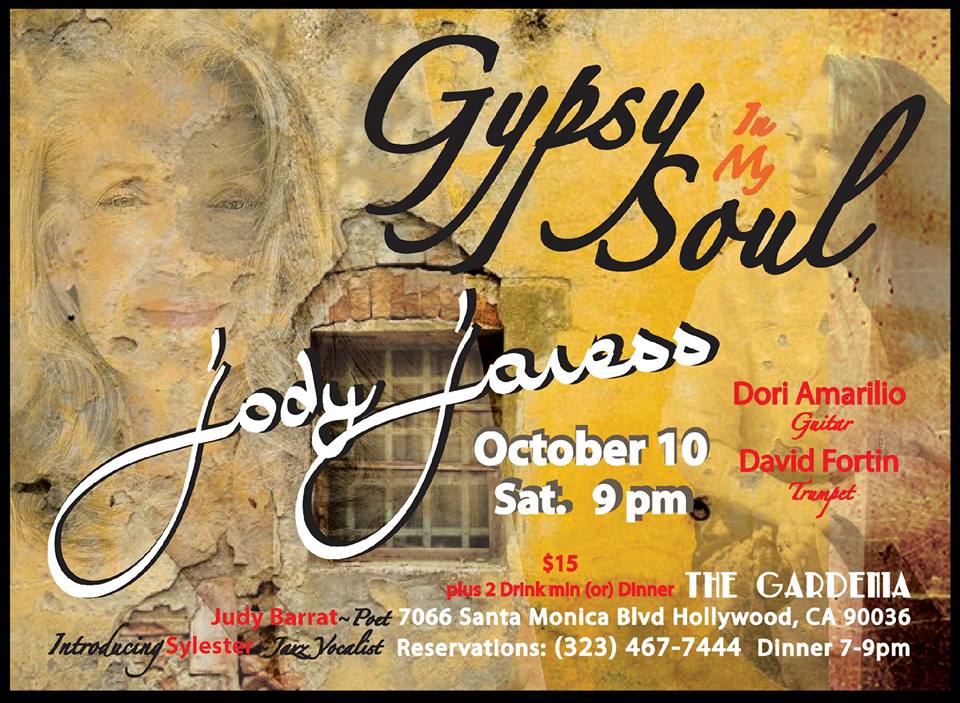 Gypsy
In
My
Soul
Jody Jaress
Dori Amarilio
Guitar
David Fortin
Trumpet
October 10
Sat. 9 pm
$15
plus 2 Drink min (or) Dinner THE GARDENIA
Judy Barrat~Poet 7066 Santa Monica Blvd Hollywood, CA 90036
Introducing Sylester~Jazz Vocalist Reservations: (323) 467-7444 Dinner 7-9pm